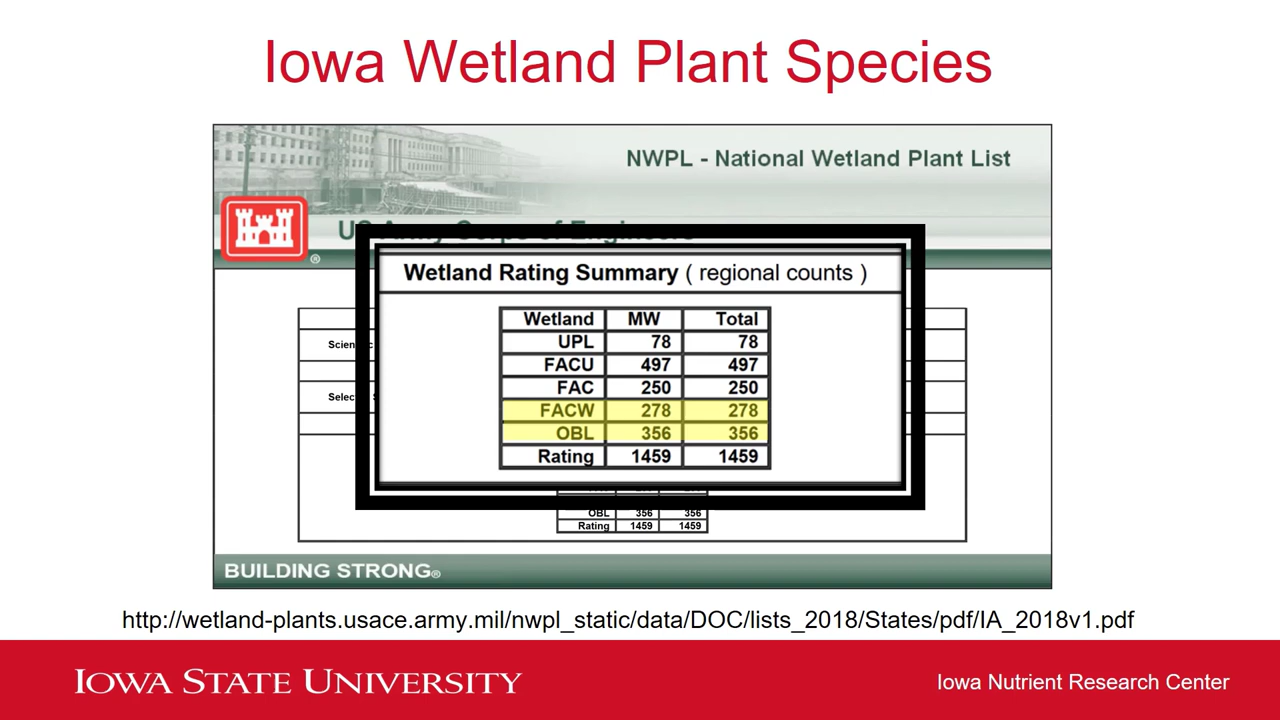 Iowa Wetland Plant Species
NWPL - National Wetland Plant List
US Army Corps of Engineers
®
Wetland Rating Summary ( regional counts )
Wetland MW Total
UPL 78 78
FACU 497 497
FAC 250 250
FACW 278 278
OBL 356 356
Rating 1459 1459
OBL 356 356
Rating 1459 1459
BUILDING STRONG®
http://wetland-plants.usace.army.mil/nwpl_static/data/DOC/lists_2018/States/pdf/IA_2018v1.pdf
IOWA STATE UNIVERSITY
Iowa Nutrient Research Center